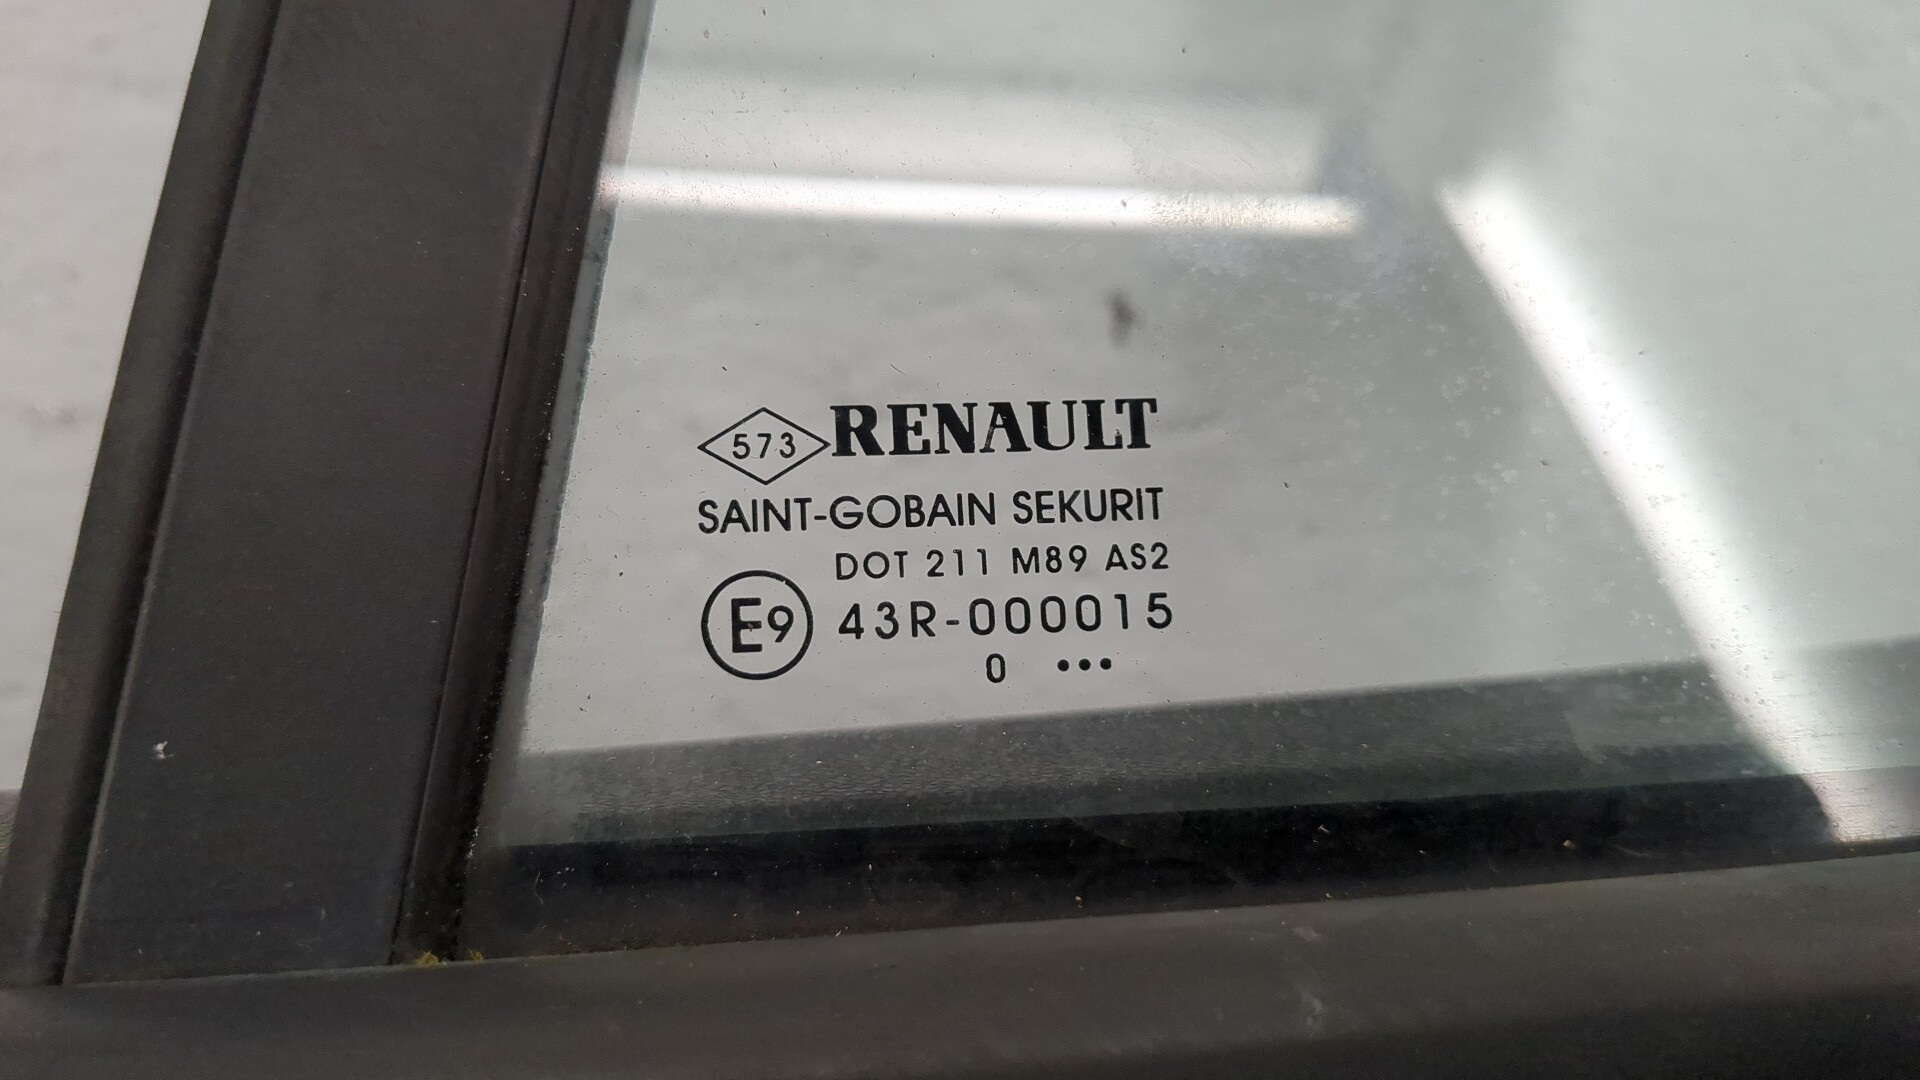 573 RENAULT
SAINT-GOBAIN SEKURIT
DOT 211 M89 AS2
E9 43R-000015
0 •••